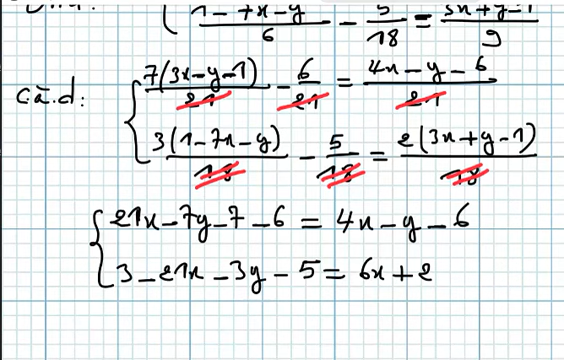 { (1-7x-y)/6 - 5/18 = (3x+y-1)/9
Cả.d: { 7(3x-y-1)/21 - 6/21 = (4x-y-6)/21
3(1-7x-y)/18 - 5/18 = 2(3x+y-1)/18
{ 21x-7y-7-6 = 4x-y-6
3-21x-3y-5 = 6x+2